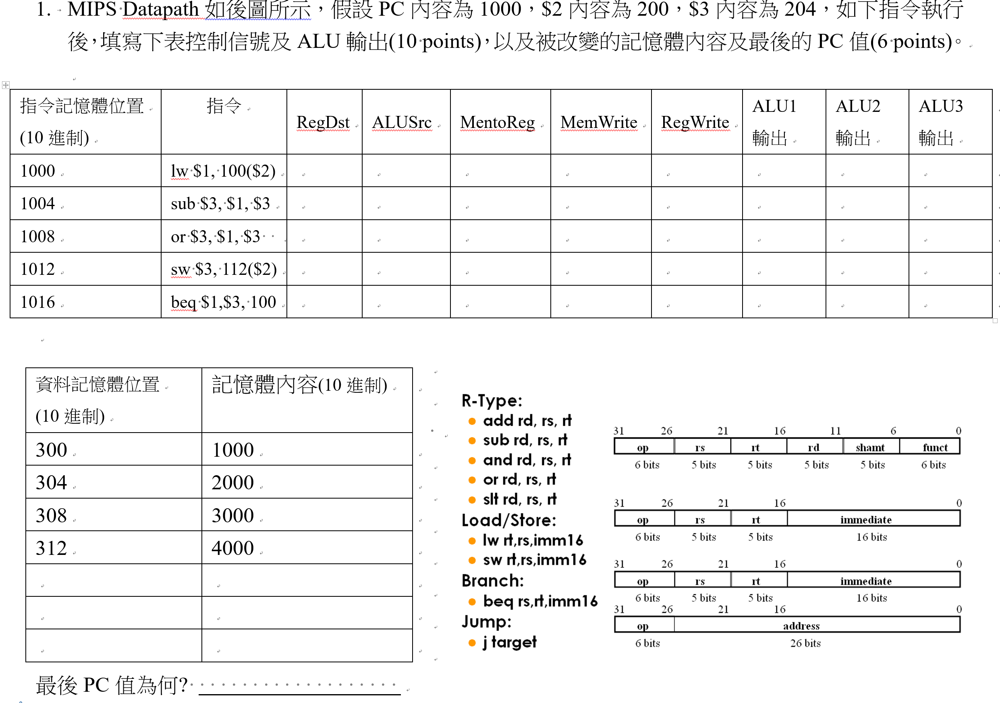 1. MIPS Datapath 如後圖所示，假設 PC 內容為 1000，$2 內容為 200，$3 內容為 204，如下指令執行
後，填寫下表控制信號及 ALU 輸出(10 points)，以及被改變的記憶體內容及最後的 PC 值(6 points)。
指令記憶體位置 (10 進制) 指令 RegDst ALUSrc MentoReg MemWrite RegWrite ALU1 輸出 ALU2 輸出 ALU3 輸出
1000 lw $1, 100($2)
1004 sub $3, $1, $3
1008 or $3, $1, $3
1012 sw $3, 112($2)
1016 beq $1,$3, 100
資料記憶體位置 (10 進制) 記憶體內容(10 進制)
300 1000
304 2000
308 3000
312 4000
最後 PC 值為何?
R-Type:
add rd, rs, rt
sub rd, rs, rt
and rd, rs, rt
or rd, rs, rt
slt rd, rs, rt
Load/Store:
lw rt,rs,imm16
sw rt,rs,imm16
Branch:
beq rs,rt,imm16
Jump:
j target
31 26 21 16 11 6 0
op rs rt rd shamt funct
6 bits 5 bits 5 bits 5 bits 5 bits 6 bits
31 26 21 16 0
op rs rt immediate
6 bits 5 bits 5 bits 16 bits
31 26 21 16 0
op rs rt immediate
6 bits 5 bits 5 bits 16 bits
31 26 21 16 0
op address
6 bits 26 bits